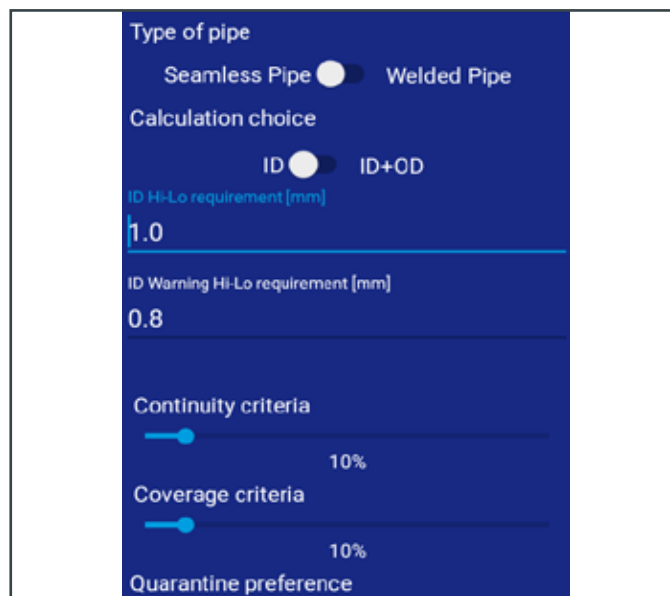 Type of pipe
Seamless Pipe Welded Pipe
Calculation choice
ID ID+OD
ID Hi-Lo requirement [mm]
1.0
ID Warning Hi-Lo requirement [mm]
0.8
Continuity criteria
10%
Coverage criteria
10%
Quarantine preference